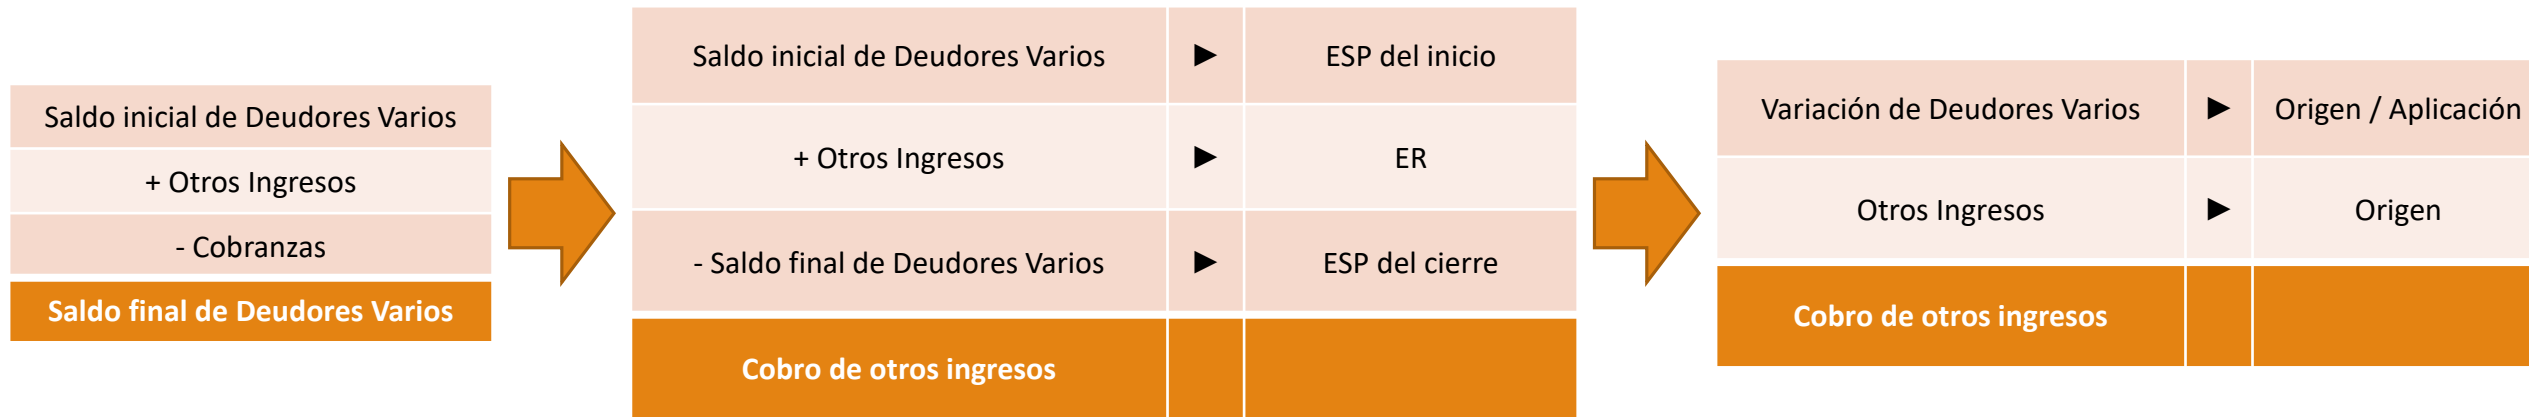 Saldo inicial de Deudores Varios
+ Otros Ingresos
- Cobranzas
Saldo final de Deudores Varios
Saldo inicial de Deudores Varios ► ESP del inicio
+ Otros Ingresos ► ER
- Saldo final de Deudores Varios ► ESP del cierre
Cobro de otros ingresos
Variación de Deudores Varios ► Origen / Aplicación
Otros Ingresos ► Origen
Cobro de otros ingresos